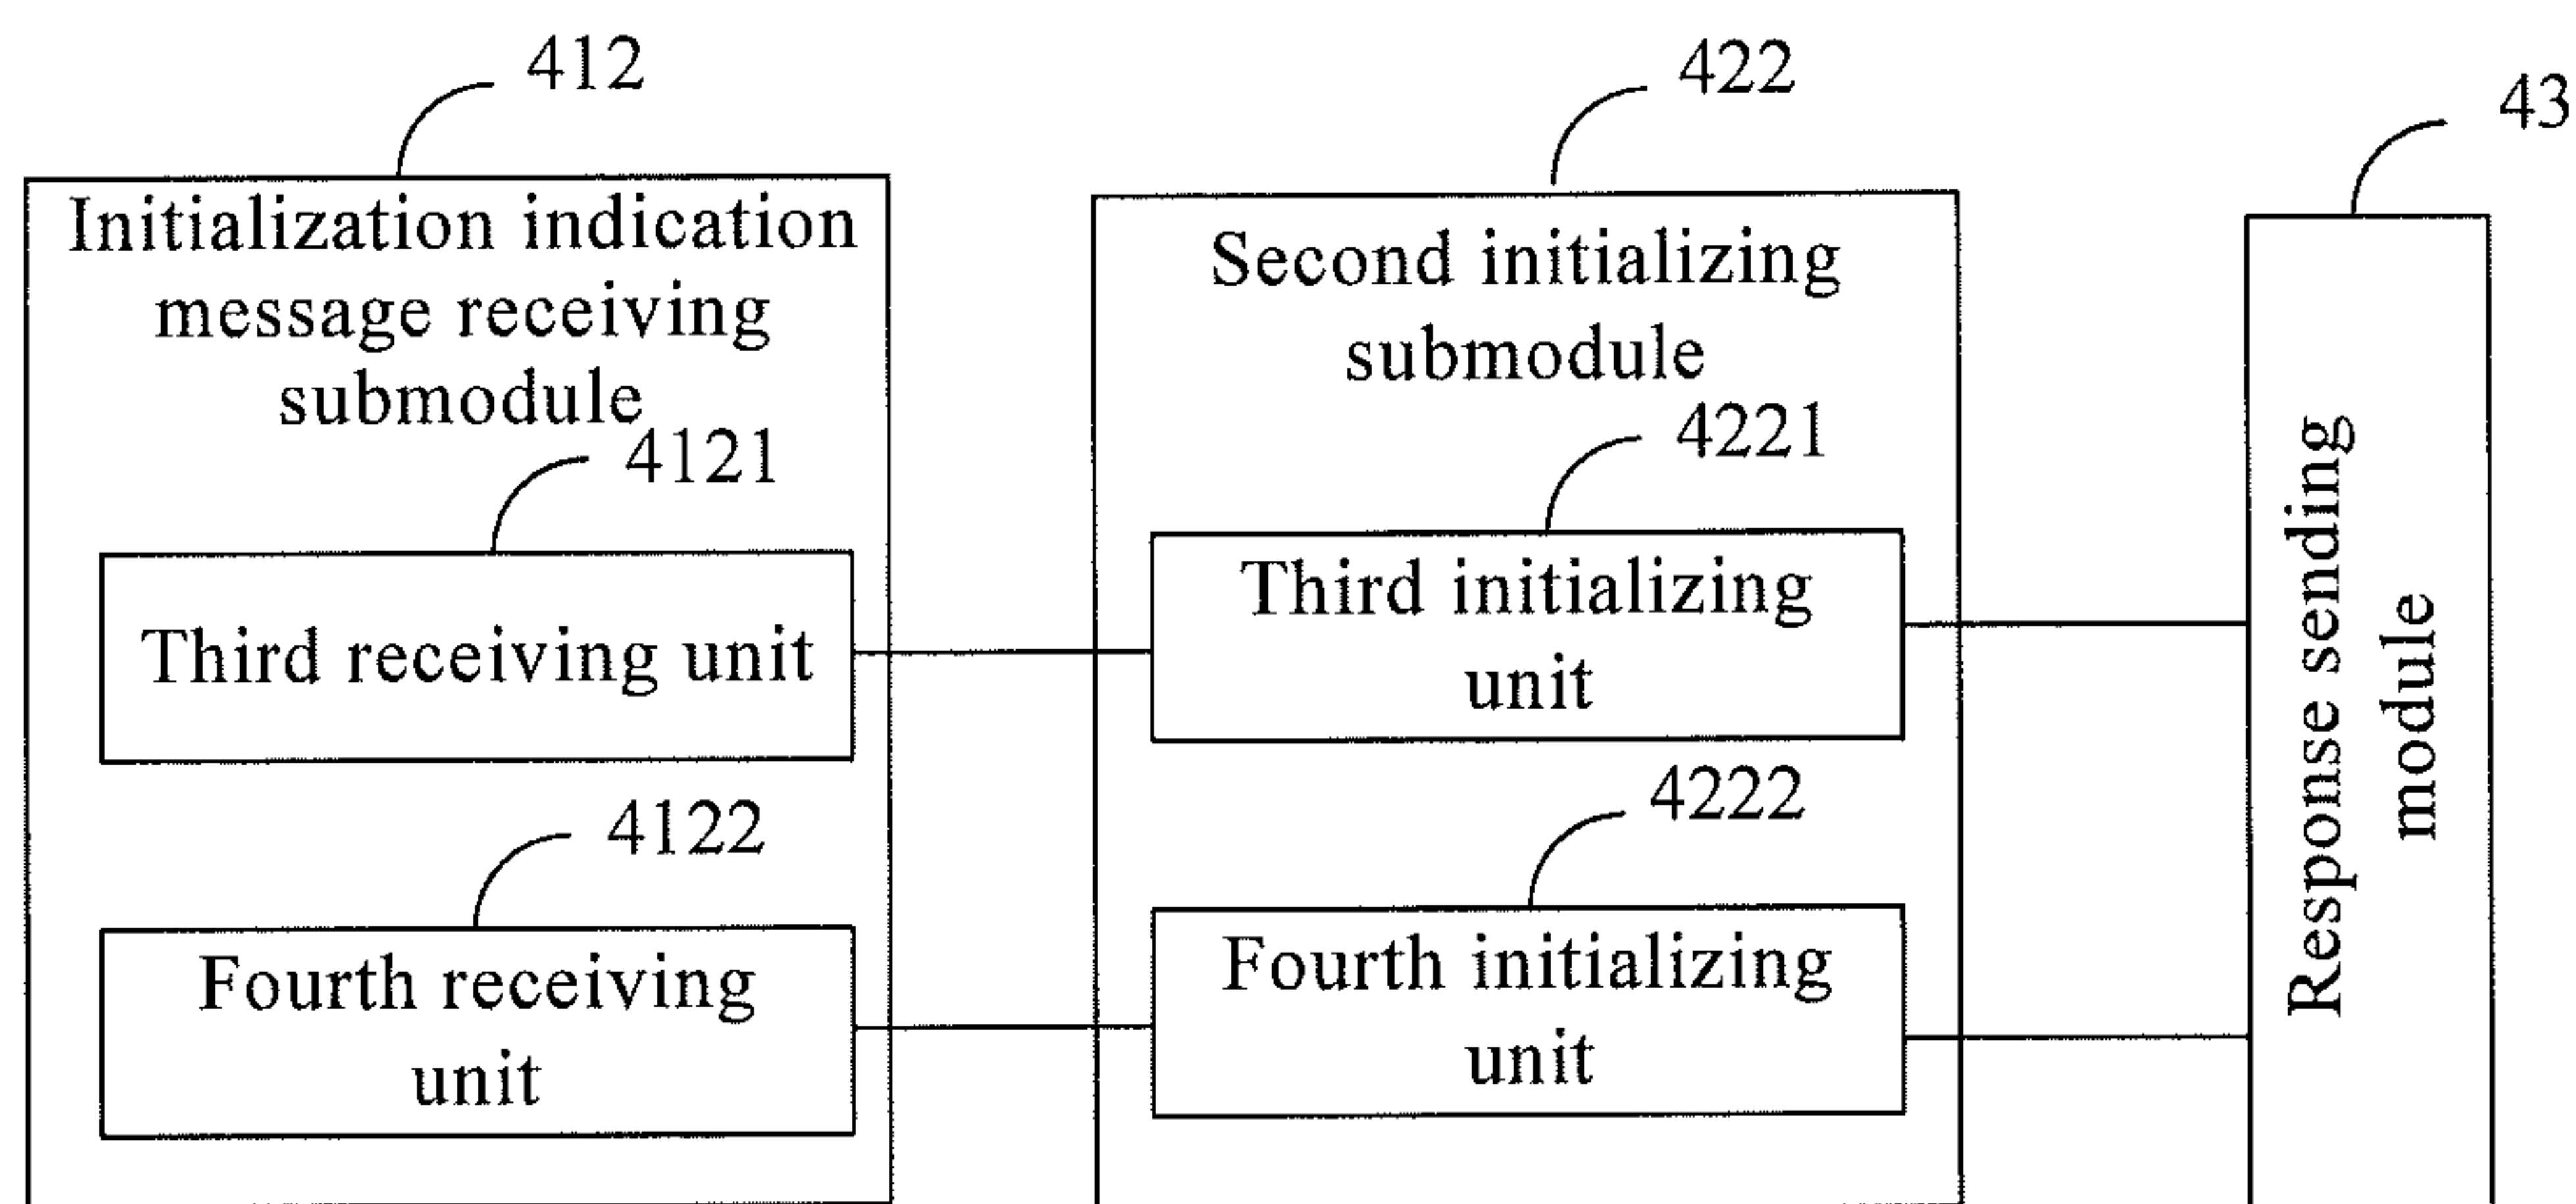 412
Initialization indication
message receiving
submodule
4121
Third receiving unit
4122
Fourth receiving
unit
422
Second initializing
submodule
4221
Third initializing
unit
4222
Fourth initializing
unit
43
Response sending
module